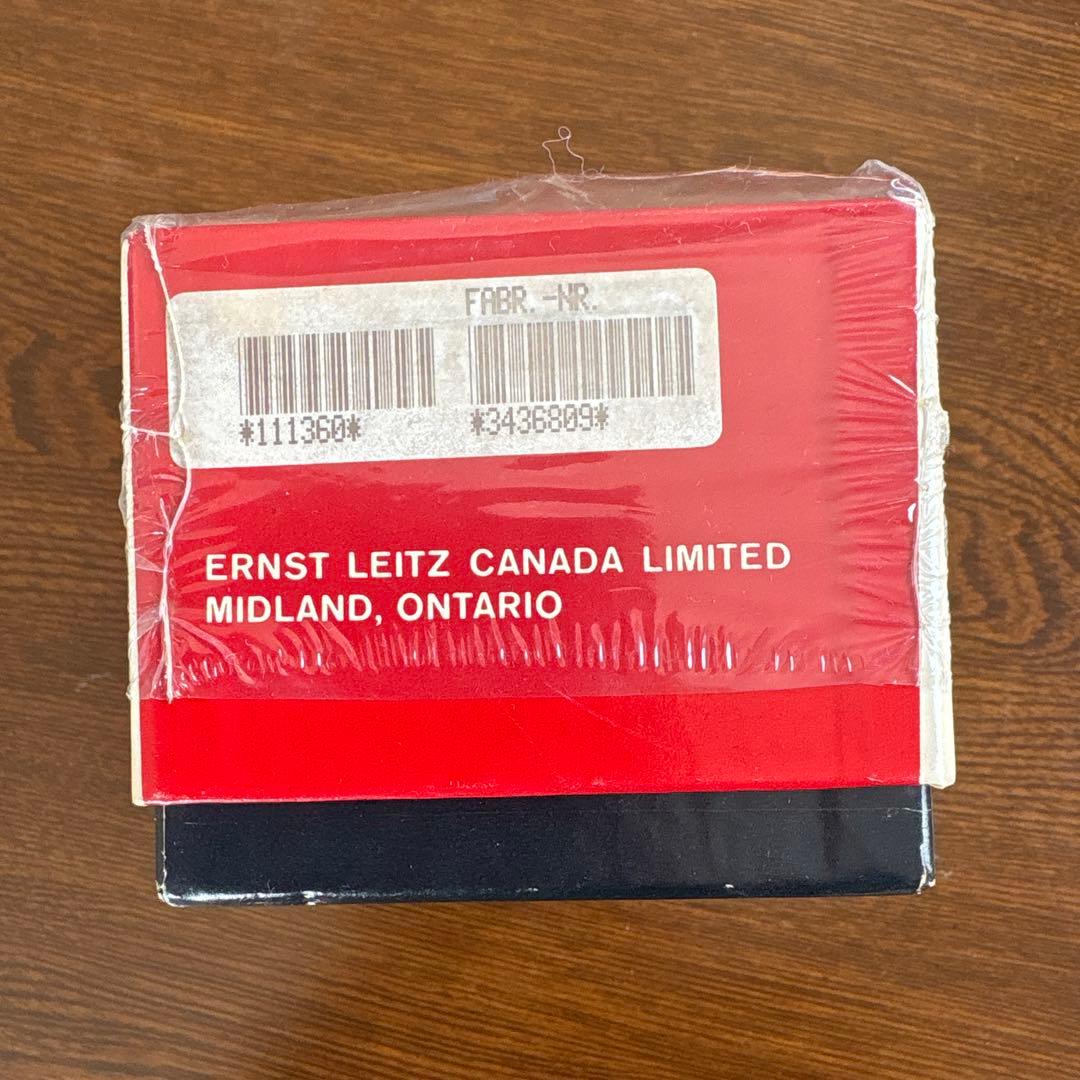 FABR.-NR.
*111360* *3436809*
ERNST LEITZ CANADA LIMITED
MIDLAND, ONTARIO